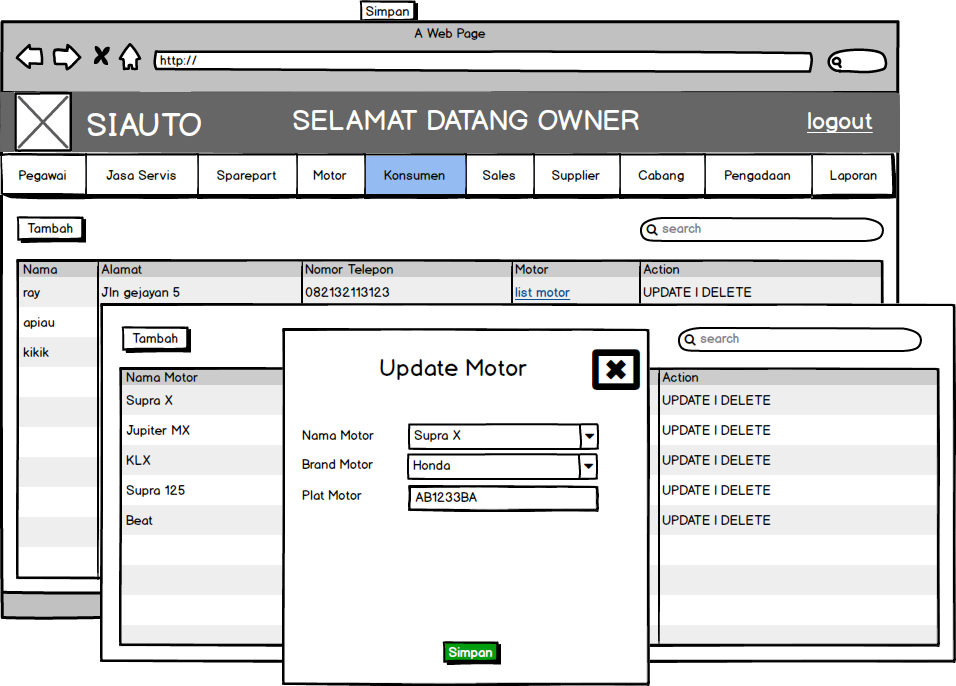 Simpan
A Web Page
http://
SIAUTO SELAMAT DATANG OWNER logout
Pegawai Jasa Servis Sparepart Motor Konsumen Sales Supplier Cabang Pengadaan Laporan
Tambah search
Nama Alamat Nomor Telepon Motor Action
ray Jln gejayan 5 082132113123 list motor UPDATE | DELETE
apiau
kikik
Tambah search
Nama Motor Action
Supra X UPDATE | DELETE
Jupiter MX UPDATE | DELETE
KLX UPDATE | DELETE
Supra 125 UPDATE | DELETE
Beat UPDATE | DELETE
Update Motor
Nama Motor Supra X
Brand Motor Honda
Plat Motor AB1233BA
Simpan